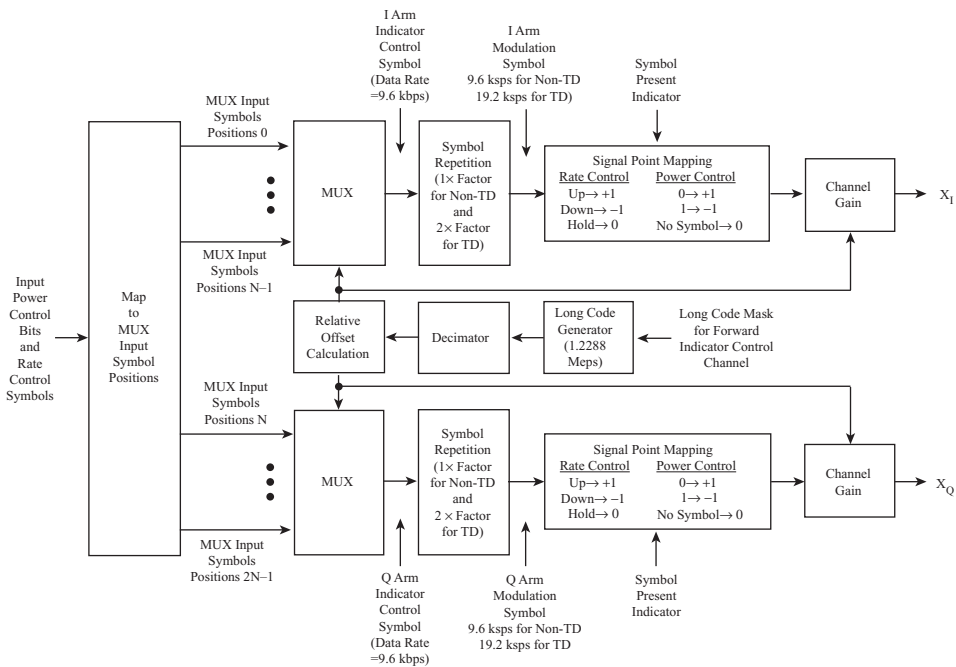 I Arm
Indicator
Control
Symbol
(Data Rate
=9.6 kbps)
I Arm
Modulation
Symbol
9.6 ksps for Non-TD
19.2 ksps for TD)
Symbol
Present
Indicator
MUX Input
Symbols
Positions 0
MUX
Symbol
Repetition
(1× Factor
for Non-TD
and
2× Factor
for TD)
Signal Point Mapping
Rate Control
Up→ +1
Down→ −1
Hold→ 0
Power Control
0→ +1
1→ −1
No Symbol→ 0
Channel
Gain
X_I
MUX Input
Symbols
Positions N–1
Input
Power
Control
Bits
and
Rate
Control
Symbols
Map
to
MUX
Input
Symbol
Positions
Relative
Offset
Calculation
Decimator
Long Code
Generator
(1.2288
Meps)
Long Code Mask
for Forward
Indicator Control
Channel
MUX Input
Symbols
Positions N
MUX
Symbol
Repetition
(1× Factor
for Non-TD
and
2× Factor
for TD)
Signal Point Mapping
Rate Control
Up→ +1
Down→ −1
Hold→ 0
Power Control
0→ +1
1→ −1
No Symbol→ 0
Channel
Gain
X_Q
MUX Input
Symbols
Positions 2N–1
Q Arm
Indicator
Control
Symbol
(Data Rate
=9.6 kbps)
Q Arm
Modulation
Symbol
9.6 ksps for Non-TD
19.2 ksps for TD
Symbol
Present
Indicator